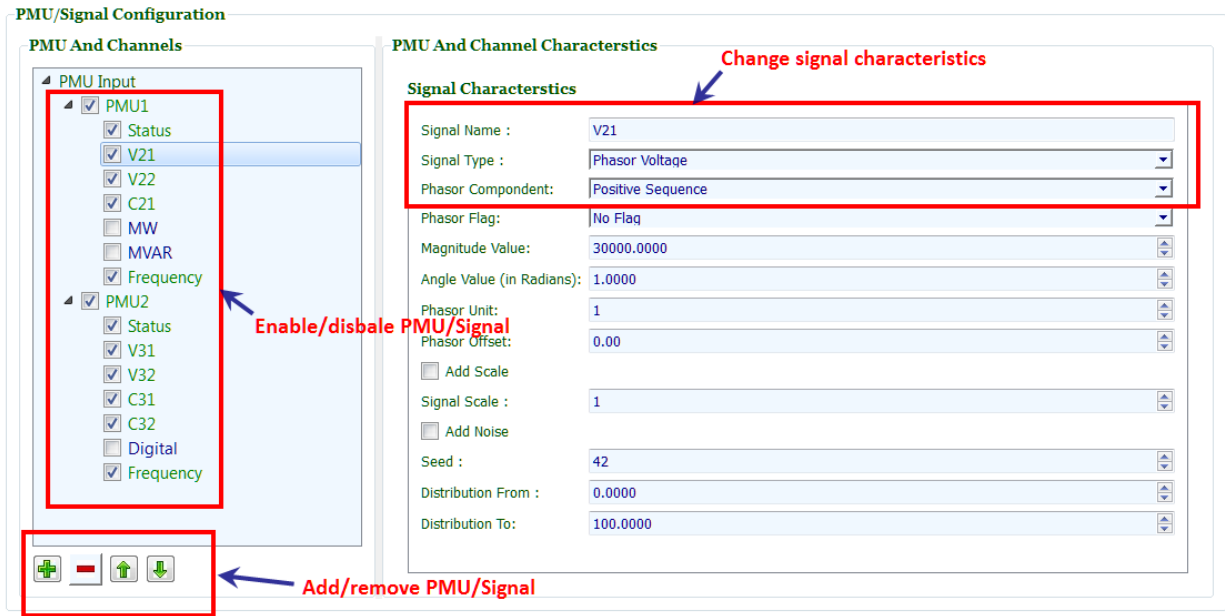 PMU/Signal Configuration
PMU And Channels
PMU Input
PMU1
Status
V21
V22
C21
MW
MVAR
Frequency
PMU2
Status
V31
V32
C31
C32
Digital
Frequency
Enable/disbale PMU/Signal
Add/remove PMU/Signal
PMU And Channel Characterstics
Change signal characteristics
Signal Characterstics
Signal Name : V21
Signal Type : Phasor Voltage
Phasor Compondent: Positive Sequence
Phasor Flag: No Flag
Magnitude Value: 30000.0000
Angle Value (in Radians): 1.0000
Phasor Unit: 1
Phasor Offset: 0.00
Add Scale
Signal Scale : 1
Add Noise
Seed : 42
Distribution From : 0.0000
Distribution To: 100.0000